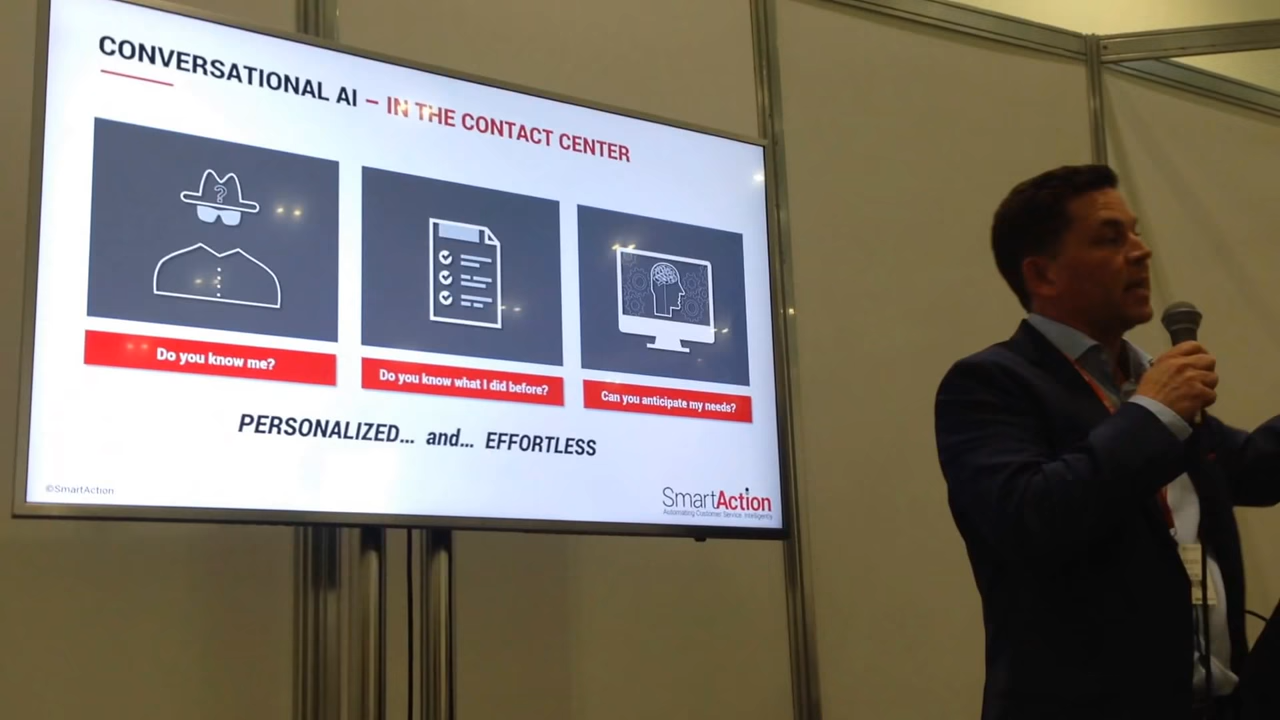 CONVERSATIONAL AI – IN THE CONTACT CENTER
?
Do you know me?
Do you know what I did before?
Can you anticipate my needs?
PERSONALIZED... and... EFFORTLESS
©SmartAction
SmartAction
Automating Customer Service. Intelligently.